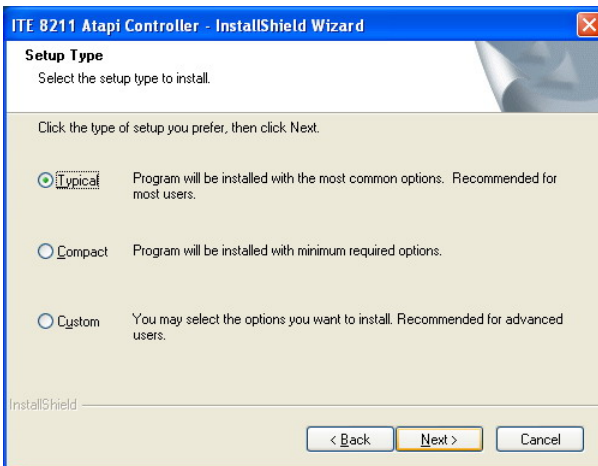 ITE 8211 Atapi Controller - InstallShield Wizard
Setup Type
Select the setup type to install.
Click the type of setup you prefer, then click Next.
Typical
Program will be installed with the most common options. Recommended for
most users.
Compact
Program will be installed with minimum required options.
Custom
You may select the options you want to install. Recommended for advanced
users.
InstallShield
< Back
Next >
Cancel